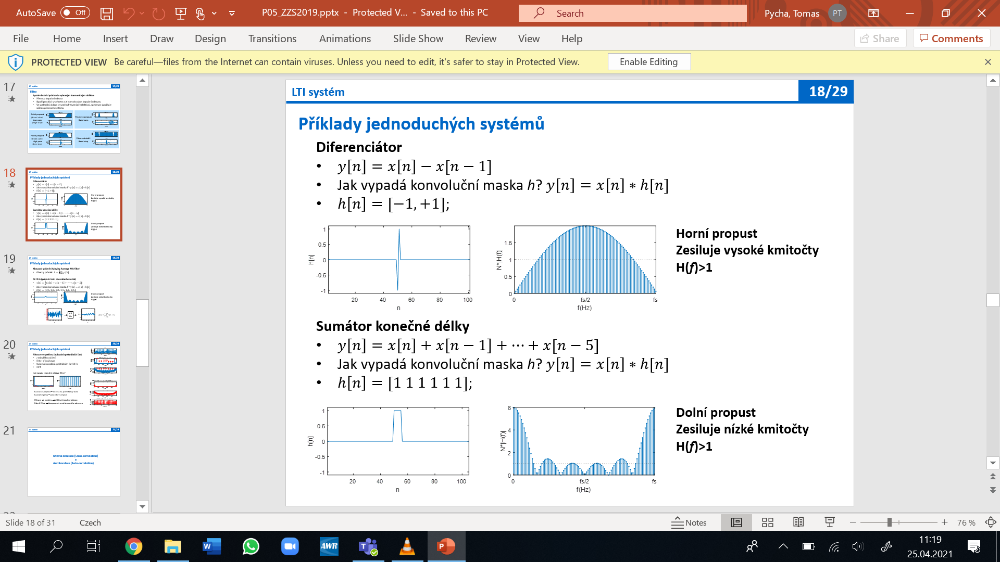 AutoSave Off P05_ZZS2019.pptx - Protected V... - Saved to this PC Search Pycha, Tomas PT
File Home Insert Draw Design Transitions Animations Slide Show Review View Help Share Comments
PROTECTED VIEW Be careful—files from the Internet can contain viruses. Unless you need to edit, it's safer to stay in Protected View. Enable Editing
17
18
19
20
21
LTI systém 18/29
Příklady jednoduchých systémů
Diferenciátor
• y[n] = x[n] − x[n − 1]
• Jak vypadá konvoluční maska h? y[n] = x[n] ∗ h[n]
• h[n] = [−1, +1];
h[n]
1
0.5
0
-0.5
-1
20 40 60 80 100
n
N*|H(f)|
1.5
1
0.5
0
0 fs/2 fs
f(Hz)
Horní propust
Zesiluje vysoké kmitočty
H(f)>1
Sumátor konečné délky
• y[n] = x[n] + x[n − 1] + ⋯ + x[n − 5]
• Jak vypadá konvoluční maska h? y[n] = x[n] ∗ h[n]
• h[n] = [1 1 1 1 1 1];
h[n]
1
0.5
0
-0.5
-1
20 40 60 80 100
n
N*|H(f)|
6
4
2
0
0 fs/2 fs
f(Hz)
Dolní propust
Zesiluje nízké kmitočty
H(f)>1
Slide 18 of 31 Czech Notes 76 %
W AWR P 11:19
25.04.2021